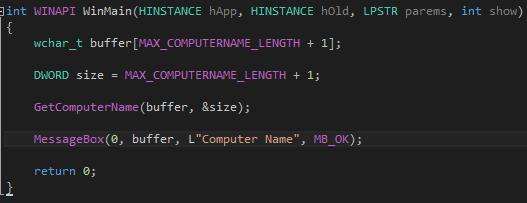 int WINAPI WinMain(HINSTANCE hApp, HINSTANCE hOld, LPSTR parems, int show)
{
wchar_t buffer[MAX_COMPUTERNAME_LENGTH + 1];
DWORD size = MAX_COMPUTERNAME_LENGTH + 1;
GetComputerName(buffer, &size);
MessageBox(0, buffer, L"Computer Name", MB_OK);
return 0;
}